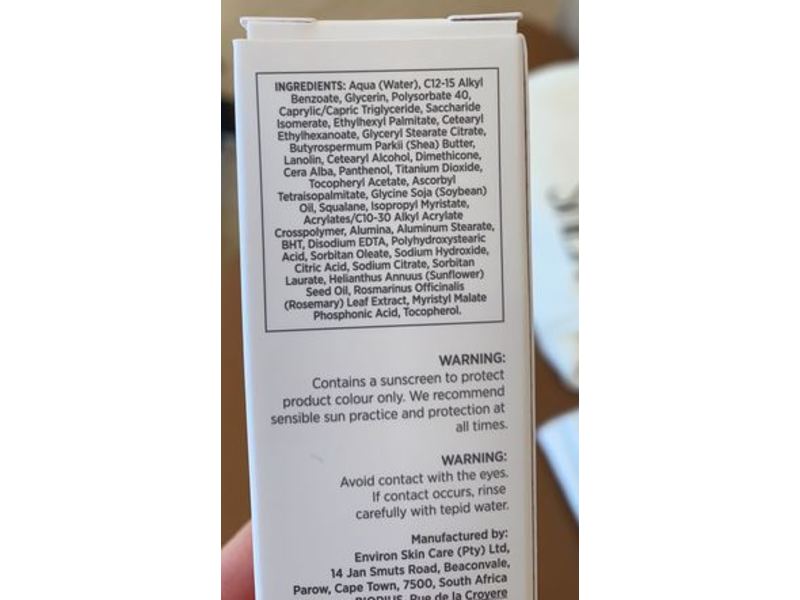 INGREDIENTS: Aqua (Water), C12-15 Alkyl
Benzoate, Glycerin, Polysorbate 40,
Caprylic/Capric Triglyceride, Saccharide
Isomerate, Ethylhexyl Palmitate, Cetearyl
Ethylhexanoate, Glyceryl Stearate Citrate,
Butyrospermum Parkii (Shea) Butter,
Lanolin, Cetearyl Alcohol, Dimethicone,
Cera Alba, Panthenol, Titanium Dioxide,
Tocopheryl Acetate, Ascorbyl
Tetraisopalmitate, Glycine Soja (Soybean)
Oil, Squalane, Isopropyl Myristate,
Acrylates/C10-30 Alkyl Acrylate
Crosspolymer, Alumina, Aluminum Stearate,
BHT, Disodium EDTA, Polyhydroxystearic
Acid, Sorbitan Oleate, Sodium Hydroxide,
Citric Acid, Sodium Citrate, Sorbitan
Laurate, Helianthus Annuus (Sunflower)
Seed Oil, Rosmarinus Officinalis
(Rosemary) Leaf Extract, Myristyl Malate
Phosphonic Acid, Tocopherol.
WARNING:
Contains a sunscreen to protect
product colour only. We recommend
sensible sun practice and protection at
all times.
WARNING:
Avoid contact with the eyes.
If contact occurs, rinse
carefully with tepid water.
Manufactured by:
Environ Skin Care (Pty) Ltd,
14 Jan Smuts Road, Beaconvale,
Parow, Cape Town, 7500, South Africa
BIORIUS, Rue de la Croyere